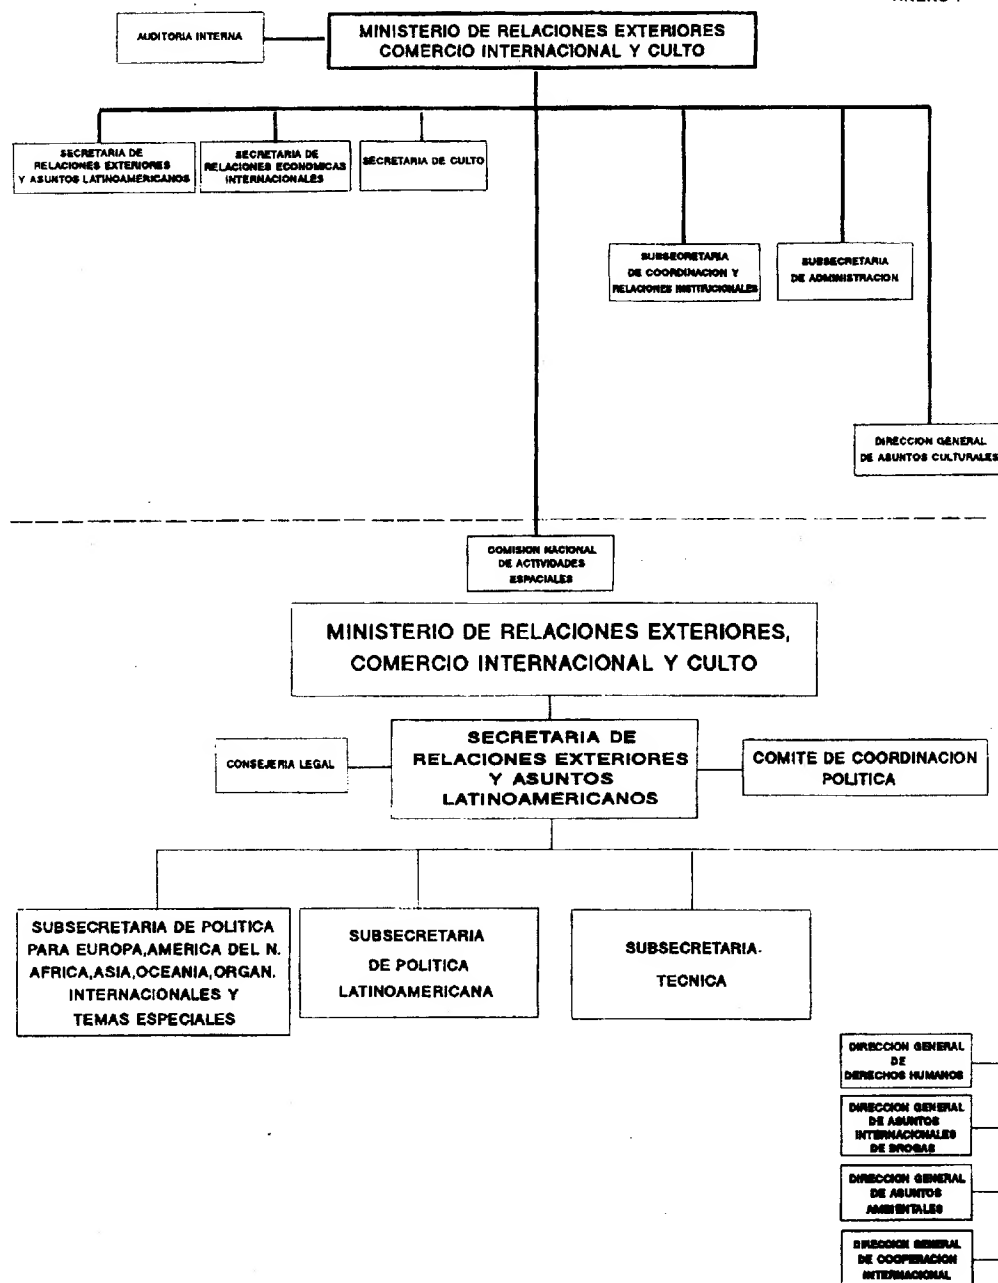 AUDITORIA INTERNA
MINISTERIO DE RELACIONES EXTERIORES
COMERCIO INTERNACIONAL Y CULTO
SECRETARIA DE
RELACIONES EXTERIORES
Y ASUNTOS LATINOAMERICANOS
SECRETARIA DE
RELACIONES ECONOMICAS
INTERNACIONALES
SECRETARIA DE CULTO
SUBSECRETARIA
DE COORDINACION Y
RELACIONES INSTITUCIONALES
SUBSECRETARIA
DE ADMINISTRACION
DIRECCION GENERAL
DE ASUNTOS CULTURALES
COMISION NACIONAL
DE ACTIVIDADES
ESPACIALES
MINISTERIO DE RELACIONES EXTERIORES,
COMERCIO INTERNACIONAL Y CULTO
CONSEJERIA LEGAL
SECRETARIA DE
RELACIONES EXTERIORES
Y ASUNTOS
LATINOAMERICANOS
COMITE DE COORDINACION
POLITICA
SUBSECRETARIA DE POLITICA
PARA EUROPA,AMERICA DEL N.
AFRICA,ASIA,OCEANIA,ORGAN.
INTERNACIONALES Y
TEMAS ESPECIALES
SUBSECRETARIA
DE POLITICA
LATINOAMERICANA
SUBSECRETARIA-
TECNICA
DIRECCION GENERAL
DE
DERECHOS HUMANOS
DIRECCION GENERAL
DE ASUNTOS
INTERNACIONALES
DE DROGAS
DIRECCION GENERAL
DE ASUNTOS
AMBIENTALES
DIRECCION GENERAL
DE COOPERACION
INTERNACIONAL